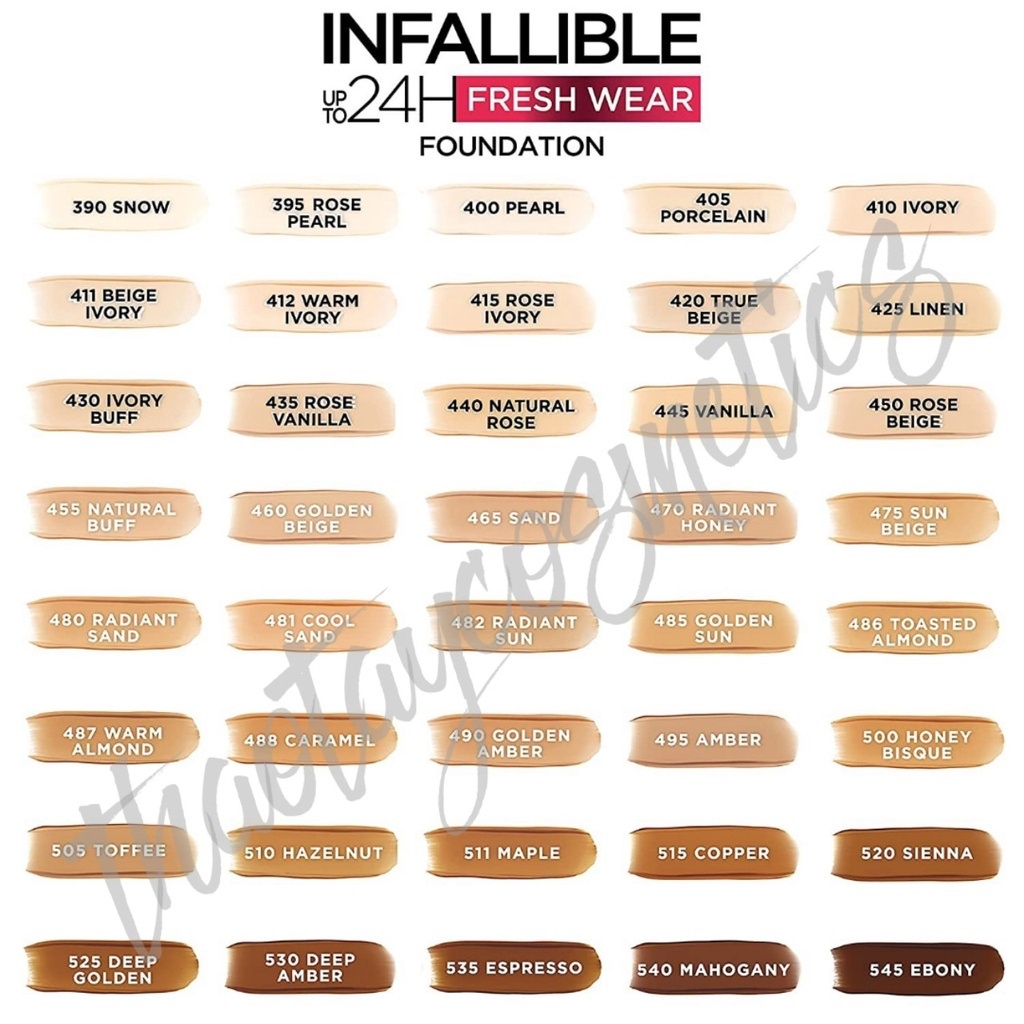 INFALLIBLE
UP TO 24H FRESH WEAR
FOUNDATION
390 SNOW
395 ROSE
PEARL
400 PEARL
405
PORCELAIN
410 IVORY
411 BEIGE
IVORY
412 WARM
IVORY
415 ROSE
IVORY
420 TRUE
BEIGE
425 LINEN
430 IVORY
BUFF
435 ROSE
VANILLA
440 NATURAL
ROSE
445 VANILLA
450 ROSE
BEIGE
455 NATURAL
BUFF
460 GOLDEN
BEIGE
465 SAND
470 RADIANT
HONEY
475 SUN
BEIGE
480 RADIANT
SAND
481 COOL
SAND
482 RADIANT
SUN
485 GOLDEN
SUN
486 TOASTED
ALMOND
487 WARM
ALMOND
488 CARAMEL
490 GOLDEN
AMBER
495 AMBER
500 HONEY
BISQUE
505 TOFFEE
510 HAZELNUT
511 MAPLE
515 COPPER
520 SIENNA
525 DEEP
GOLDEN
530 DEEP
AMBER
535 ESPRESSO
540 MAHOGANY
545 EBONY
thaotaycosmetics